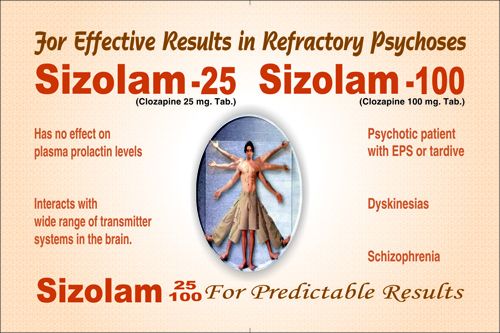 For Effective Results in Refractory Psychoses
Sizolam -25 Sizolam -100
(Clozapine 25 mg. Tab.) (Clozapine 100 mg. Tab.)
Has no effect on
plasma prolactin levels
Interacts with
wide range of transmitter
systems in the brain.
Psychotic patient
with EPS or tardive
Dyskinesias
Schizophrenia
Sizolam 25/100 For Predictable Results